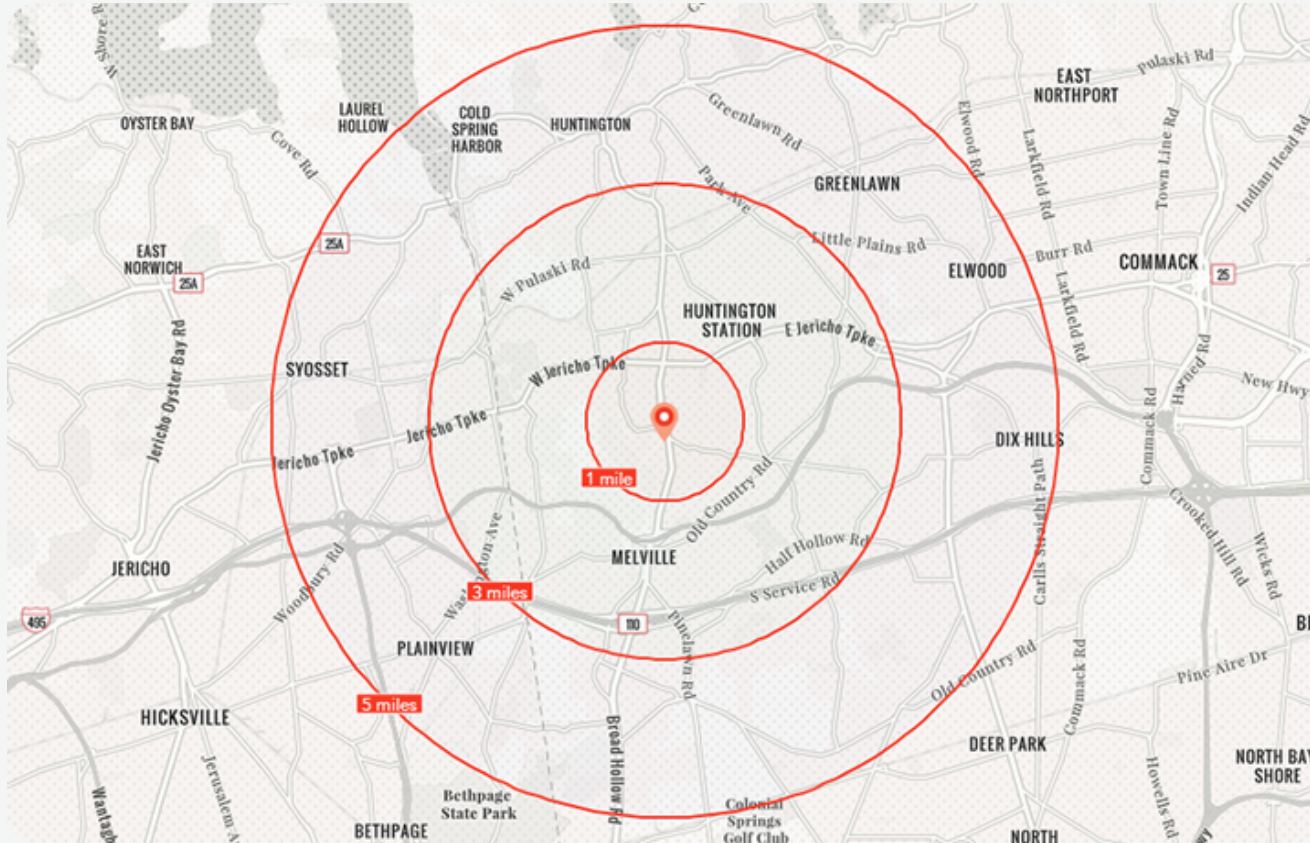 W Shore R
EAST
NORTHPORT
Pulaski Rd
OYSTER BAY
LAUREL
HOLLOW
COLD
SPRING
HARBOR
HUNTINGTON
Greenlawn Rd
Elwood Rd
Larkfield Rd
Town Line Rd
Indian Head Rd
Cove Rd
Park Ave
GREENLAWN
25A
Little Plains Rd
Burr Rd
EAST
NORWICH
25A
W Pulaski Rd
ELWOOD
COMMACK
25
HUNTINGTON
STATION
E Jericho Tpke
Larkfield Rd
Jericho Oyster Bay Rd
SYOSSET
W Jericho Tpke
Harned Rd
New Hwy
Jericho Tpke
Jericho Tpke
Commack Rd
DIX HILLS
1 mile
Old Country Rd
Carlls Straight Path
Crooked Hill Rd
Wicks Rd
MELVILLE
Half Hollow Rd
JERICHO
Woodbury Rd
3 miles
S Service Rd
495
110
Pinelawn Rd
PLAINVIEW
Old Country Rd
Commack Rd
Pine Aire Dr
5 miles
HICKSVILLE
Broad Hollow Rd
DEER PARK
Jerusalem A
Howells Rd
NORTH BAY
SHORE
Wantagh
Bethpage
State Park
Colonial
Springs
Golf Club
BETHPAGE
NORTH